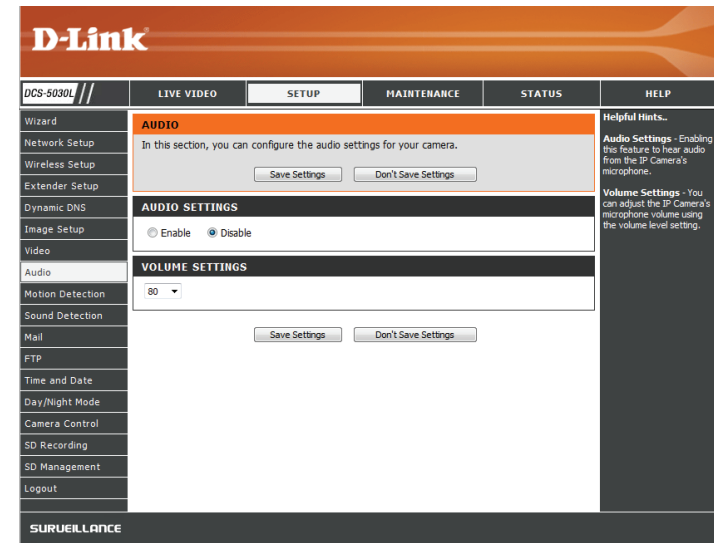 D-Link
DCS-5030L //
LIVE VIDEO
SETUP
MAINTENANCE
STATUS
HELP
Wizard
Network Setup
Wireless Setup
Extender Setup
Dynamic DNS
Image Setup
Video
Audio
Motion Detection
Sound Detection
Mail
FTP
Time and Date
Day/Night Mode
Camera Control
SD Recording
SD Management
Logout
AUDIO
In this section, you can configure the audio settings for your camera.
Save Settings
Don't Save Settings
AUDIO SETTINGS
Enable
Disable
VOLUME SETTINGS
80
Save Settings
Don't Save Settings
Helpful Hints..
Audio Settings - Enabling
this feature to hear audio
from the IP Camera's
microphone.
Volume Settings - You
can adjust the IP Camera's
microphone volume using
the volume level setting.
SURVEILLANCE